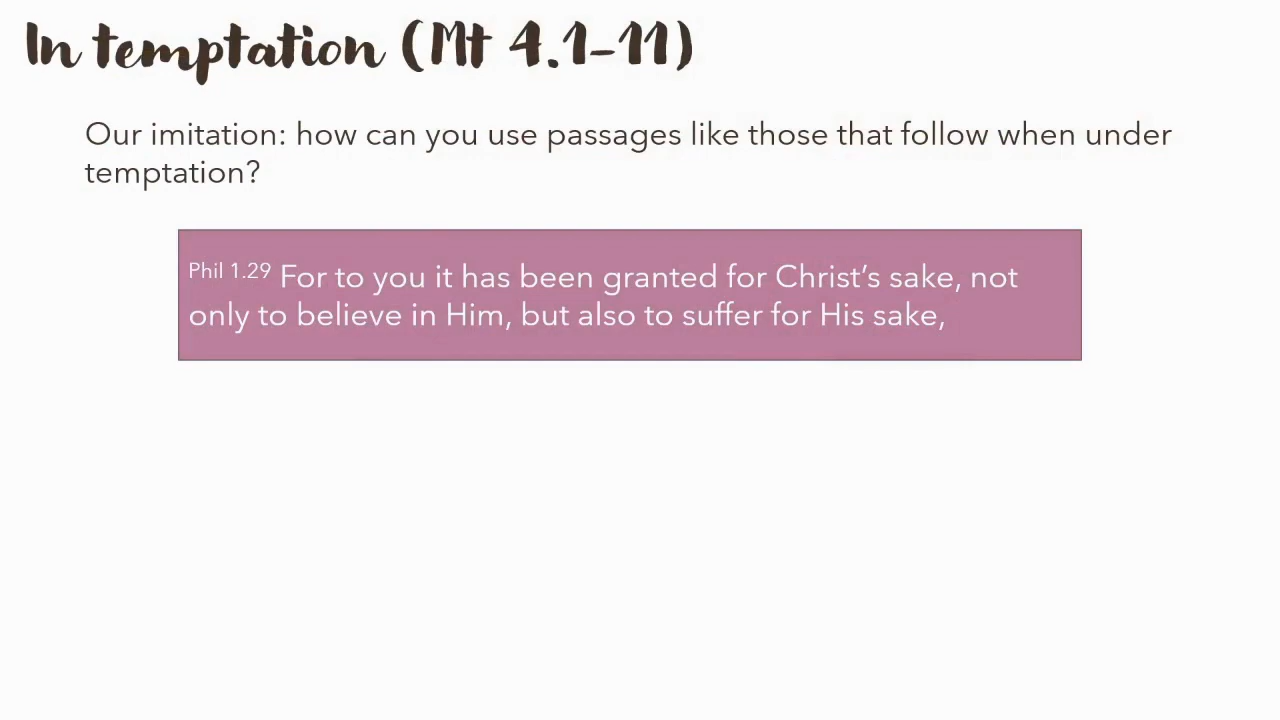 In temptation (Mt 4.1-11)
Our imitation: how can you use passages like those that follow when under
temptation?
Phil 1.29 For to you it has been granted for Christ’s sake, not
only to believe in Him, but also to suffer for His sake,